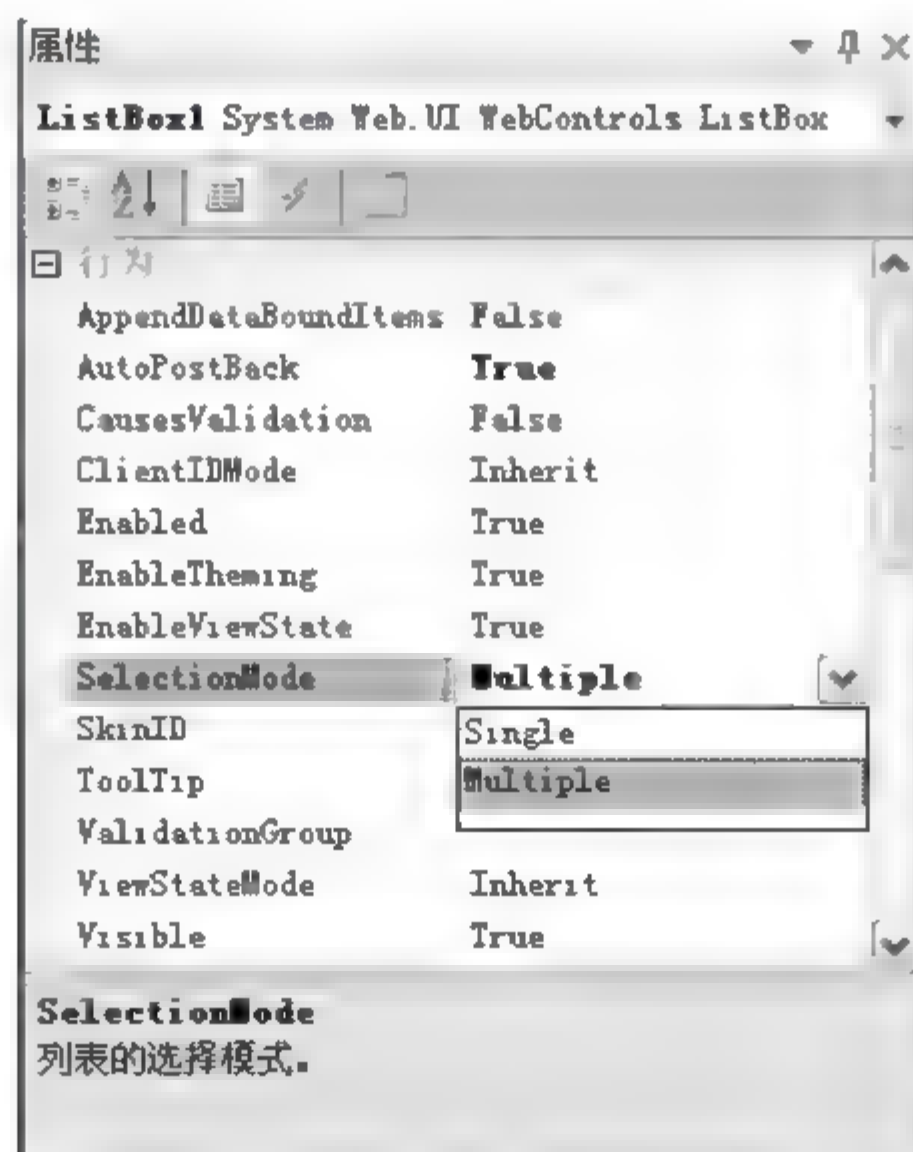 属性
ListBox1 System.Web.UI.WebControls.ListBox
行为
AppendDataBoundItems False
AutoPostBack True
CausesValidation False
ClientIDMode Inherit
Enabled True
EnableTheming True
EnableViewState True
SelectionMode Multiple
SkinID Single
ToolTip Multiple
ValidationGroup
ViewStateMode Inherit
Visible True
SelectionMode
列表的选择模式。